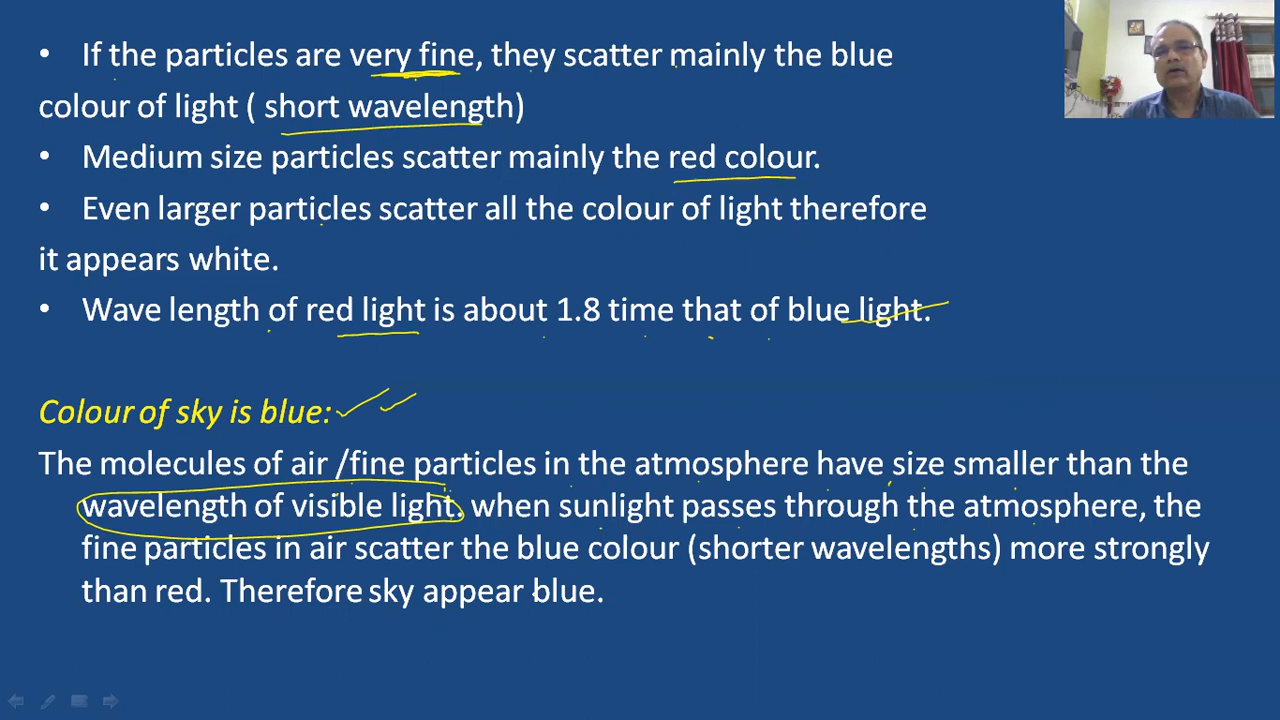 • If the particles are very fine, they scatter mainly the blue
colour of light ( short wavelength)
• Medium size particles scatter mainly the red colour.
• Even larger particles scatter all the colour of light therefore
it appears white.
• Wave length of red light is about 1.8 time that of blue light.
Colour of sky is blue:
The molecules of air /fine particles in the atmosphere have size smaller than the
wavelength of visible light. when sunlight passes through the atmosphere, the
fine particles in air scatter the blue colour (shorter wavelengths) more strongly
than red. Therefore sky appear blue.